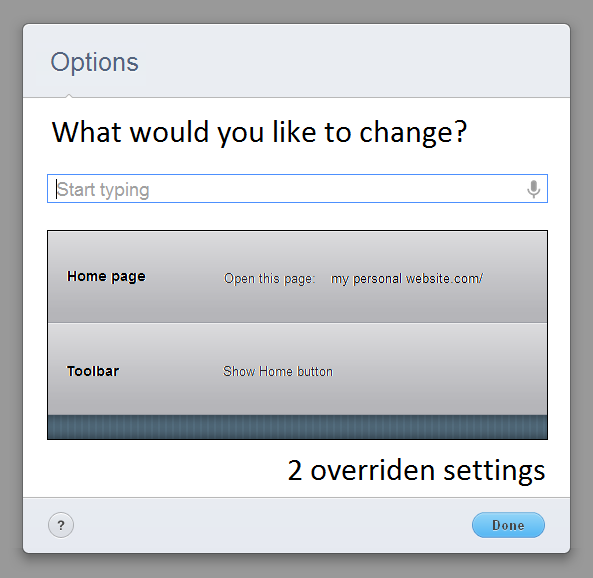 Options
What would you like to change?
Start typing
Home page Open this page: my personal website.com/
Toolbar Show Home button
2 overriden settings
? Done